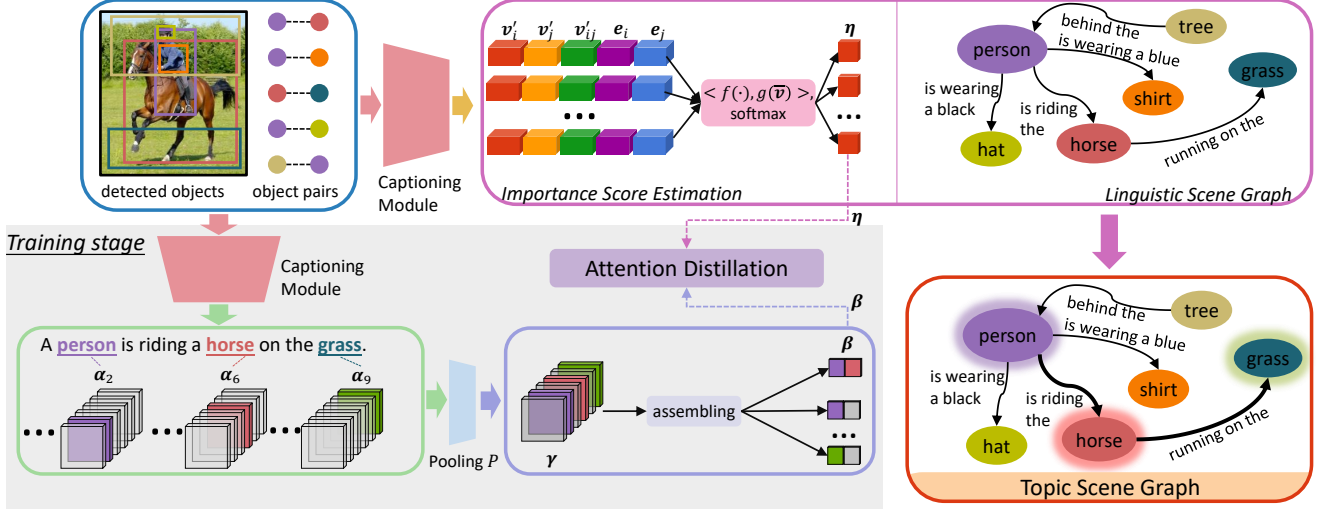 detected objects
object pairs
Captioning
Module
v′ᵢ v′ⱼ v′ᵢⱼ eᵢ eⱼ
η
< f(·), g(v̅) >,
softmax
...
...
Importance Score Estimation
person
behind the
tree
is wearing a blue
grass
is wearing
a black
is riding
the
shirt
hat
horse
running on the
Linguistic Scene Graph
Training stage
Captioning
Module
η
Attention Distillation
β
A person is riding a horse on the grass.
α₂ α₆ α₉
... ... ...
Pooling P
γ
assembling
β
...
person
behind the
tree
is wearing a blue
grass
is wearing
a black
is riding
the
shirt
hat
horse
running on the
Topic Scene Graph